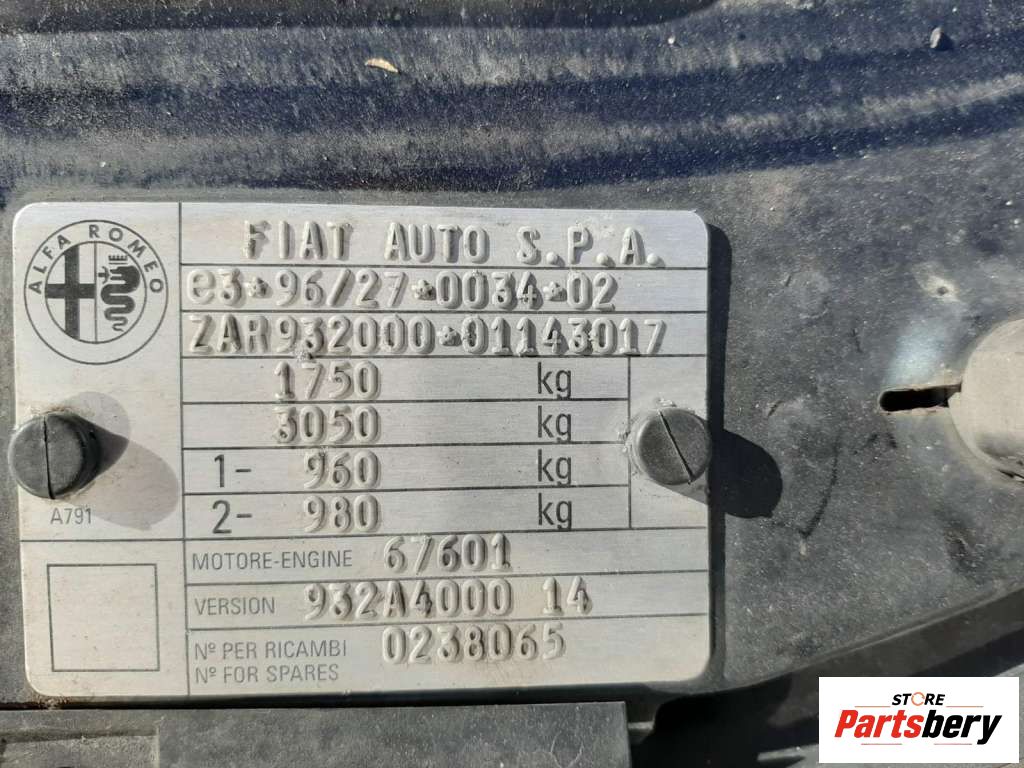 ALFA ROMEO
FIAT AUTO S.P.A.
e3*96/27*0034*02
ZAR932000*01143017
1750 kg
3050 kg
1- 960 kg
2- 980 kg
A791
MOTORE-ENGINE 67601
VERSION 932A4000 14
Nº PER RICAMBI 0238065
Nº FOR SPARES
STORE
Partsbery